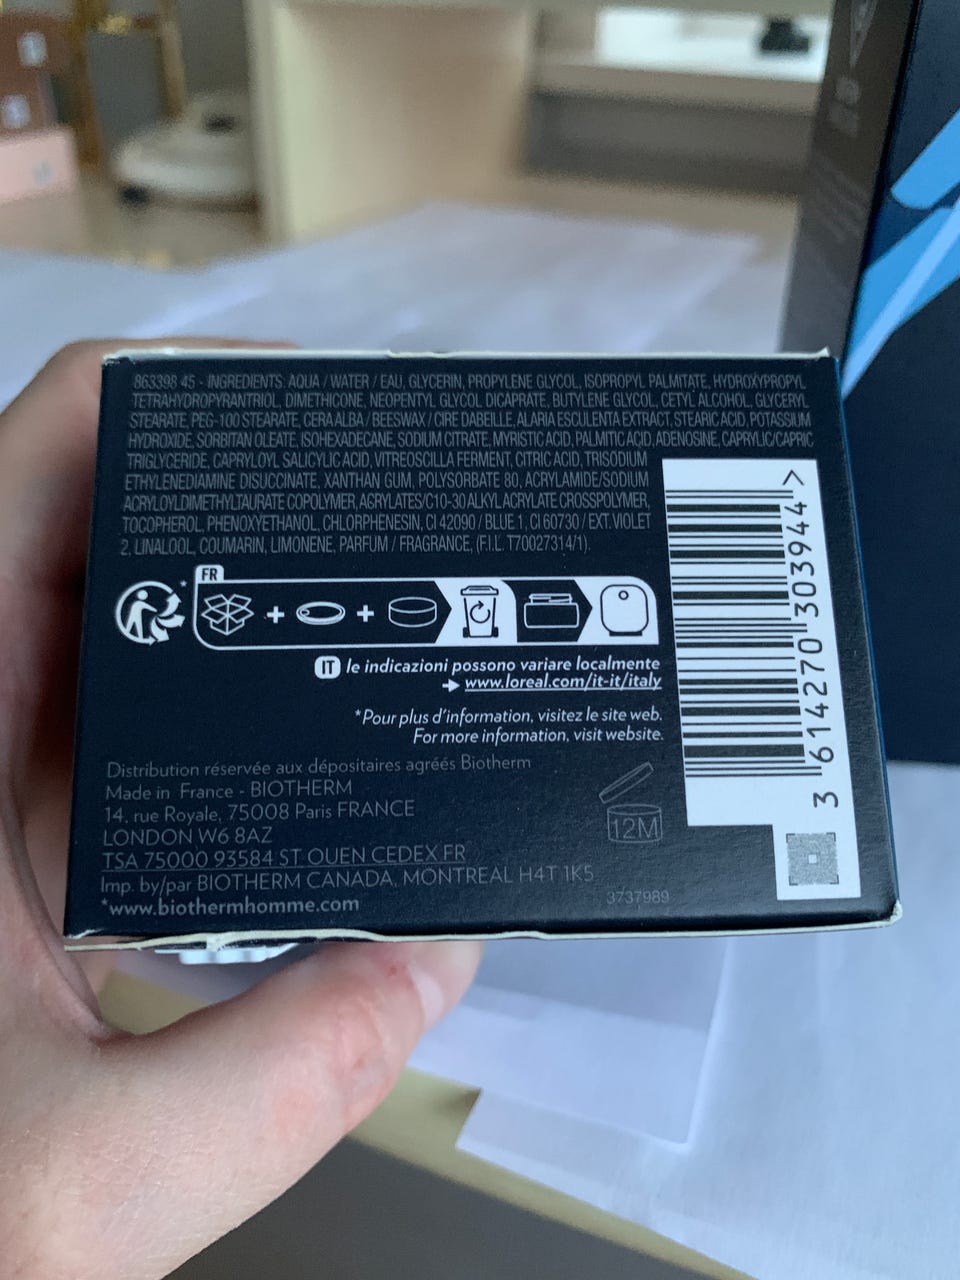 863398 45 - INGREDIENTS: AQUA / WATER / EAU, GLYCERIN, PROPYLENE GLYCOL, ISOPROPYL PALMITATE, HYDROXYPROPYL
TETRAHYDROPYRANTRIOL, DIMETHICONE, NEOPENTYL GLYCOL DICAPRATE, BUTYLENE GLYCOL, CETYL ALCOHOL, GLYCERYL
STEARATE, PEG-100 STEARATE, CERA ALBA / BEESWAX / CIRE DABEILLE, ALARIA ESCULENTA EXTRACT, STEARIC ACID, POTASSIUM
HYDROXIDE, SORBITAN OLEATE, ISOHEXADECANE, SODIUM CITRATE, MYRISTIC ACID, PALMITIC ACID, ADENOSINE, CAPRYLIC/CAPRIC
TRIGLYCERIDE, CAPRYLOYL SALICYLIC ACID, VITREOSCILLA FERMENT, CITRIC ACID, TRISODIUM
ETHYLENEDIAMINE DISUCCINATE, XANTHAN GUM, POLYSORBATE 80, ACRYLAMIDE/SODIUM
ACRYLOYLDIMETHYLTAURATE COPOLYMER, ACRYLATES/C10-30 ALKYL ACRYLATE CROSSPOLYMER,
TOCOPHEROL, PHENOXYETHANOL, CHLORPHENESIN, CI 42090 / BLUE 1, CI 60730 / EXT. VIOLET
2, LINALOOL, COUMARIN, LIMONENE, PARFUM / FRAGRANCE, (F.I.L. T70027314/1).
* FR
+ +
IT le indicazioni possono variare localmente
www.loreal.com/it-it/italy
*Pour plus d'information, visitez le site web.
For more information, visit website.
Distribution réservée aux dépositaires agréés Biotherm
Made in France - BIOTHERM
14, rue Royale, 75008 Paris FRANCE
LONDON W6 8AZ
TSA 75000 93584 ST OUEN CEDEX FR
Imp. by/par BIOTHERM CANADA, MONTREAL H4T 1K5
*www.biothermhomme.com
12M
3737989
3 614270 303944 >